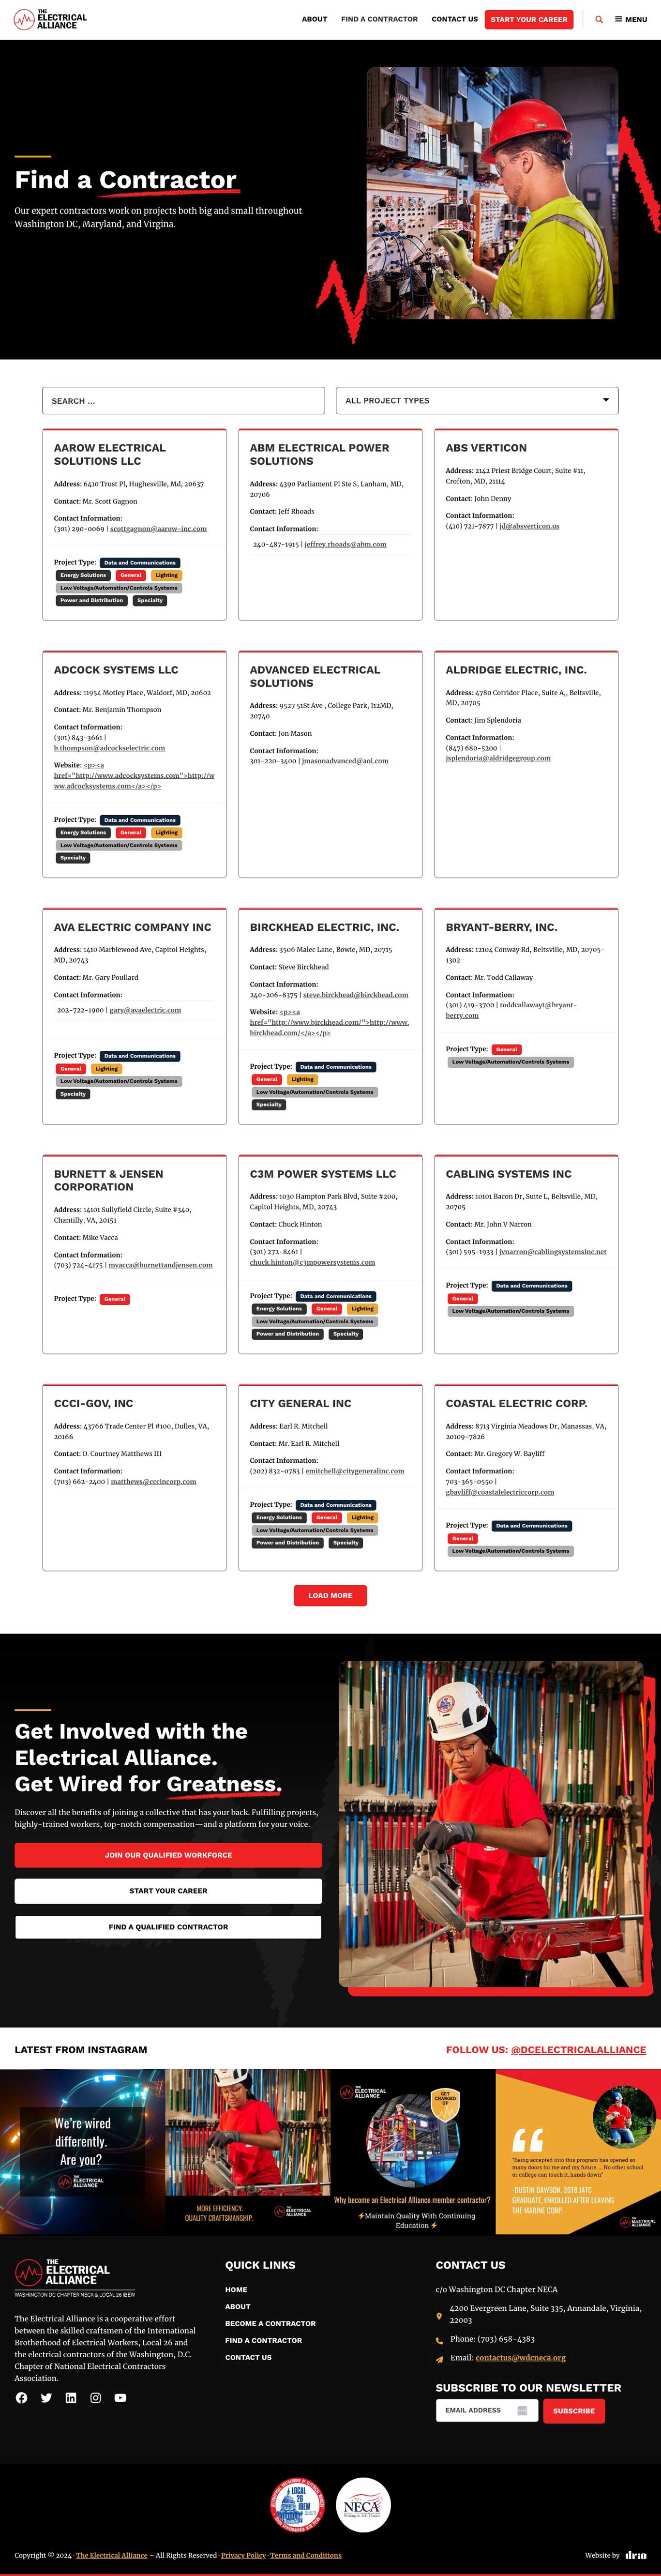 THE
ELECTRICAL
ALLIANCE
ABOUT FIND A CONTRACTOR CONTACT US START YOUR CAREER MENU
Find a Contractor
Our expert contractors work on projects both big and small throughout
Washington DC, Maryland, and Virgina.
SEARCH ...
ALL PROJECT TYPES
AAROW ELECTRICAL
SOLUTIONS LLC
Address: 6410 Trust Pl, Hughesville, Md, 20637
Contact: Mr. Scott Gagnon
Contact Information:
(301) 290-0069 | scottgagnon@aarow-inc.com
Project Type: Data and Communications
Energy Solutions General Lighting
Low Voltage/Automation/Controls Systems
Power and Distribution Specialty
ABM ELECTRICAL POWER
SOLUTIONS
Address: 4390 Parliament Pl Ste S, Lanham, MD,
20706
Contact: Jeff Rhoads
Contact Information:
240-487-1915 | jeffrey.rhoads@abm.com
ABS VERTICON
Address: 2142 Priest Bridge Court, Suite #11,
Crofton, MD, 21114
Contact: John Denny
Contact Information:
(410) 721-7877 | jd@absverticon.us
ADCOCK SYSTEMS LLC
Address: 11954 Motley Place, Waldorf, MD, 20602
Contact: Mr. Benjamin Thompson
Contact Information:
(301) 843-3661 |
b.thompson@adcockselectric.com
Website: <p><a
href="http://www.adcocksystems.com">http://w
ww.adcocksystems.com</a></p>
Project Type: Data and Communications
Energy Solutions General Lighting
Low Voltage/Automation/Controls Systems
Specialty
ADVANCED ELECTRICAL
SOLUTIONS
Address: 9527 51St Ave , College Park, I12MD,
20740
Contact: Jon Mason
Contact Information:
301-220-3400 | jmasonadvanced@aol.com
ALDRIDGE ELECTRIC, INC.
Address: 4780 Corridor Place, Suite A,, Beltsville,
MD, 20705
Contact: Jim Splendoria
Contact Information:
(847) 680-5200 |
jsplendoria@aldridgegroup.com
AVA ELECTRIC COMPANY INC
Address: 1410 Marblewood Ave, Capitol Heights,
MD, 20743
Contact: Mr. Gary Poullard
Contact Information:
202-722-1900 | gary@avaelectric.com
Project Type: Data and Communications
General Lighting
Low Voltage/Automation/Controls Systems
Specialty
BIRCKHEAD ELECTRIC, INC.
Address: 3506 Malec Lane, Bowie, MD, 20715
Contact: Steve Birckhead
Contact Information:
240-206-8375 | steve.birckhead@birckhead.com
Website: <p><a
href="http://www.birckhead.com/">http://www.
birckhead.com/</a></p>
Project Type: Data and Communications
General Lighting
Low Voltage/Automation/Controls Systems
Specialty
BRYANT-BERRY, INC.
Address: 12104 Conway Rd, Beltsville, MD, 20705-
1302
Contact: Mr. Todd Callaway
Contact Information:
(301) 419-3700 | toddcallawayt@bryant-
berry.com
Project Type: General
Low Voltage/Automation/Controls Systems
BURNETT & JENSEN
CORPORATION
Address: 14101 Sullyfield Circle, Suite #340,
Chantilly, VA, 20151
Contact: Mike Vacca
Contact Information:
(703) 724-4175 | mvacca@burnettandjensen.com
Project Type: General
C3M POWER SYSTEMS LLC
Address: 1030 Hampton Park Blvd, Suite #200,
Capitol Heights, MD, 20743
Contact: Chuck Hinton
Contact Information:
(301) 272-8461 |
chuck.hinton@c3mpowersystems.com
Project Type: Data and Communications
Energy Solutions General Lighting
Low Voltage/Automation/Controls Systems
Power and Distribution Specialty
CABLING SYSTEMS INC
Address: 10101 Bacon Dr, Suite L, Beltsville, MD,
20705
Contact: Mr. John V Narron
Contact Information:
(301) 595-1933 | jvnarron@cablingsystemsinc.net
Project Type: Data and Communications
General
Low Voltage/Automation/Controls Systems
CCCI-GOV, INC
Address: 43766 Trade Center Pl #100, Dulles, VA,
20166
Contact: O. Courtney Matthews III
Contact Information:
(703) 662-2400 | matthews@cccincorp.com
CITY GENERAL INC
Address: Earl R. Mitchell
Contact: Mr. Earl R. Mitchell
Contact Information:
(202) 832-0783 | emitchell@citygeneralinc.com
Project Type: Data and Communications
Energy Solutions General Lighting
Low Voltage/Automation/Controls Systems
Power and Distribution Specialty
COASTAL ELECTRIC CORP.
Address: 8713 Virginia Meadows Dr, Manassas, VA,
20109-7826
Contact: Mr. Gregory W. Bayliff
Contact Information:
703-365-0550 |
gbayliff@coastalelectriccorp.com
Project Type: Data and Communications
General
Low Voltage/Automation/Controls Systems
LOAD MORE
Get Involved with the
Electrical Alliance.
Get Wired for Greatness.
Discover all the benefits of joining a collective that has your back. Fulfilling projects,
highly-trained workers, top-notch compensation—and a platform for your voice.
JOIN OUR QUALIFIED WORKFORCE
START YOUR CAREER
FIND A QUALIFIED CONTRACTOR
LATEST FROM INSTAGRAM
FOLLOW US: @DCELECTRICALALLIANCE
We're wired
differently.
Are you?
THE
ELECTRICAL
ALLIANCE
MORE EFFICIENCY.
QUALITY CRAFTSMANSHIP.
THE
ELECTRICAL
ALLIANCE
THE
ELECTRICAL
ALLIANCE
GET
CHARGED
UP
Why become an Electrical Alliance member contractor?
Maintain Quality With Continuing
Education
"Being accepted into this program has opened so
many doors for me and my future. ... No other school
or college can touch it, hands down"
-DUSTIN DAWSON, 2018 JATC
GRADUATE, ENROLLED AFTER LEAVING
THE MARINE CORP.
THE
ELECTRICAL
ALLIANCE
THE
ELECTRICAL
ALLIANCE
WASHINGTON DC CHAPTER NECA & LOCAL 26 IBEW
The Electrical Alliance is a cooperative effort
between the skilled craftsmen of the International
Brotherhood of Electrical Workers, Local 26 and
the electrical contractors of the Washington, D.C.
Chapter of National Electrical Contractors
Association.
QUICK LINKS
HOME
ABOUT
BECOME A CONTRACTOR
FIND A CONTRACTOR
CONTACT US
CONTACT US
c/o Washington DC Chapter NECA
4200 Evergreen Lane, Suite 335, Annandale, Virginia,
22003
Phone: (703) 658-4383
Email: contactus@wdcneca.org
SUBSCRIBE TO OUR NEWSLETTER
EMAIL ADDRESS
SUBSCRIBE
LOCAL
26
IBEW
NECA
Copyright © 2024 · The Electrical Alliance – All Rights Reserved · Privacy Policy · Terms and Conditions
Website by drio